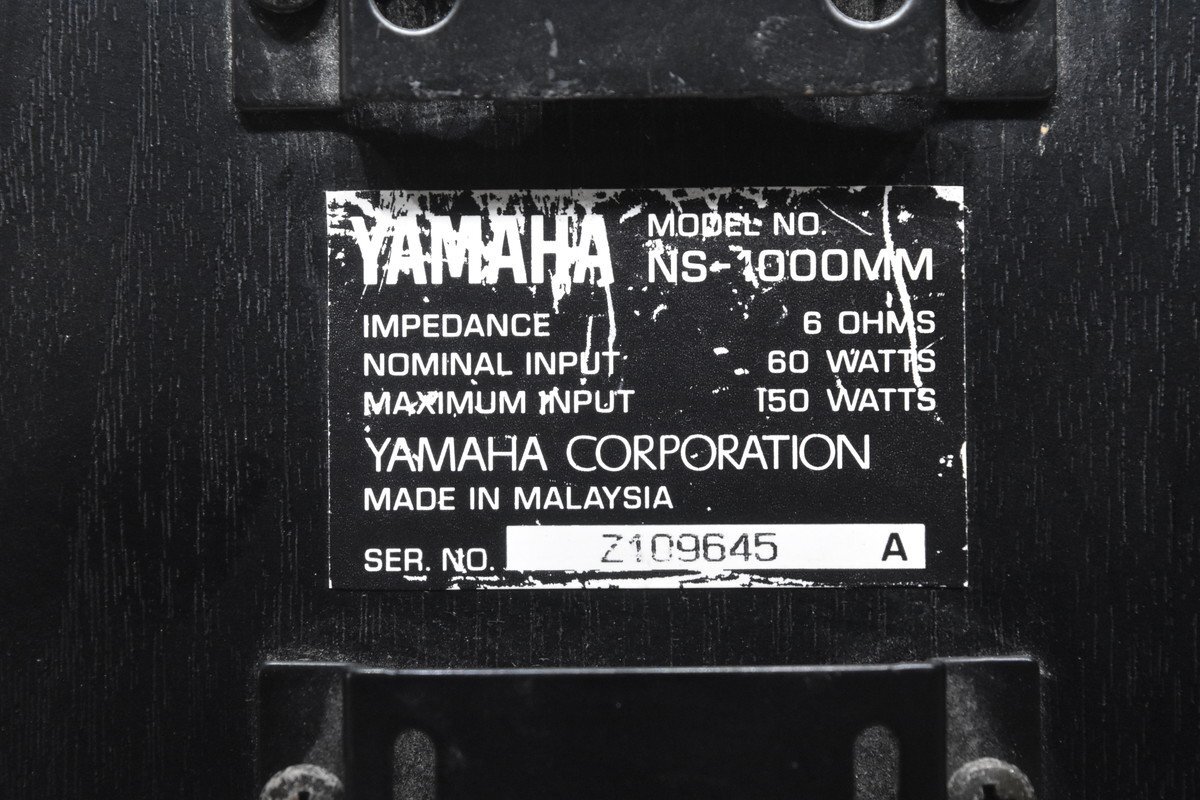 YAMAHA
MODEL NO.
NS-1000MM
IMPEDANCE 6 OHMS
NOMINAL INPUT 60 WATTS
MAXIMUM INPUT 150 WATTS
YAMAHA CORPORATION
MADE IN MALAYSIA
SER. NO. Z109645 A